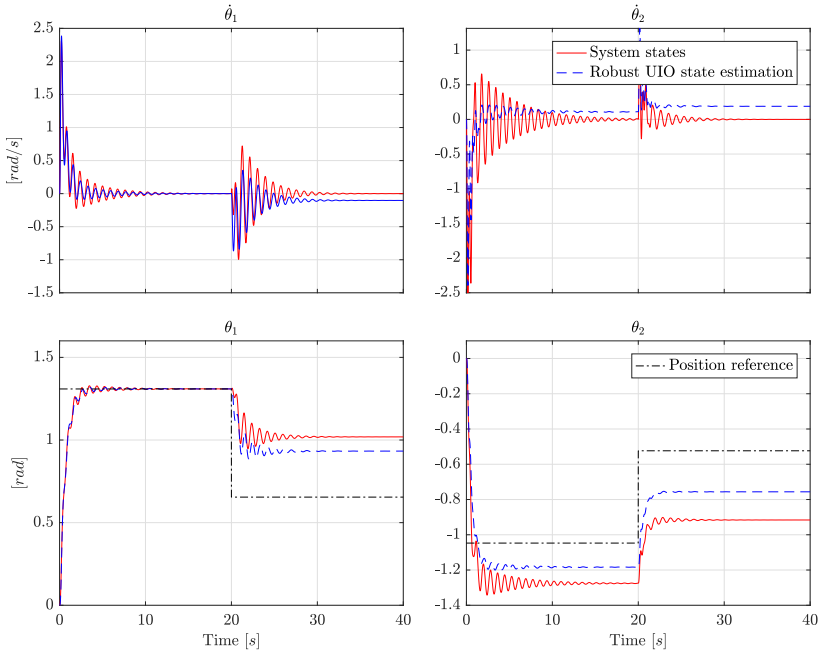 θ̇₁
2.5
2
1.5
1
0.5
0
-0.5
-1
-1.5
[rad/s]
θ̇₂
1
0.5
0
-0.5
-1
-1.5
-2
-2.5
System states
Robust UIO state estimation
θ₁
1.5
1
0.5
0
[rad]
0 10 20 30 40
Time [s]
θ₂
0
-0.2
-0.4
-0.6
-0.8
-1.0
-1.2
-1.4
Position reference
0 10 20 30 40
Time [s]